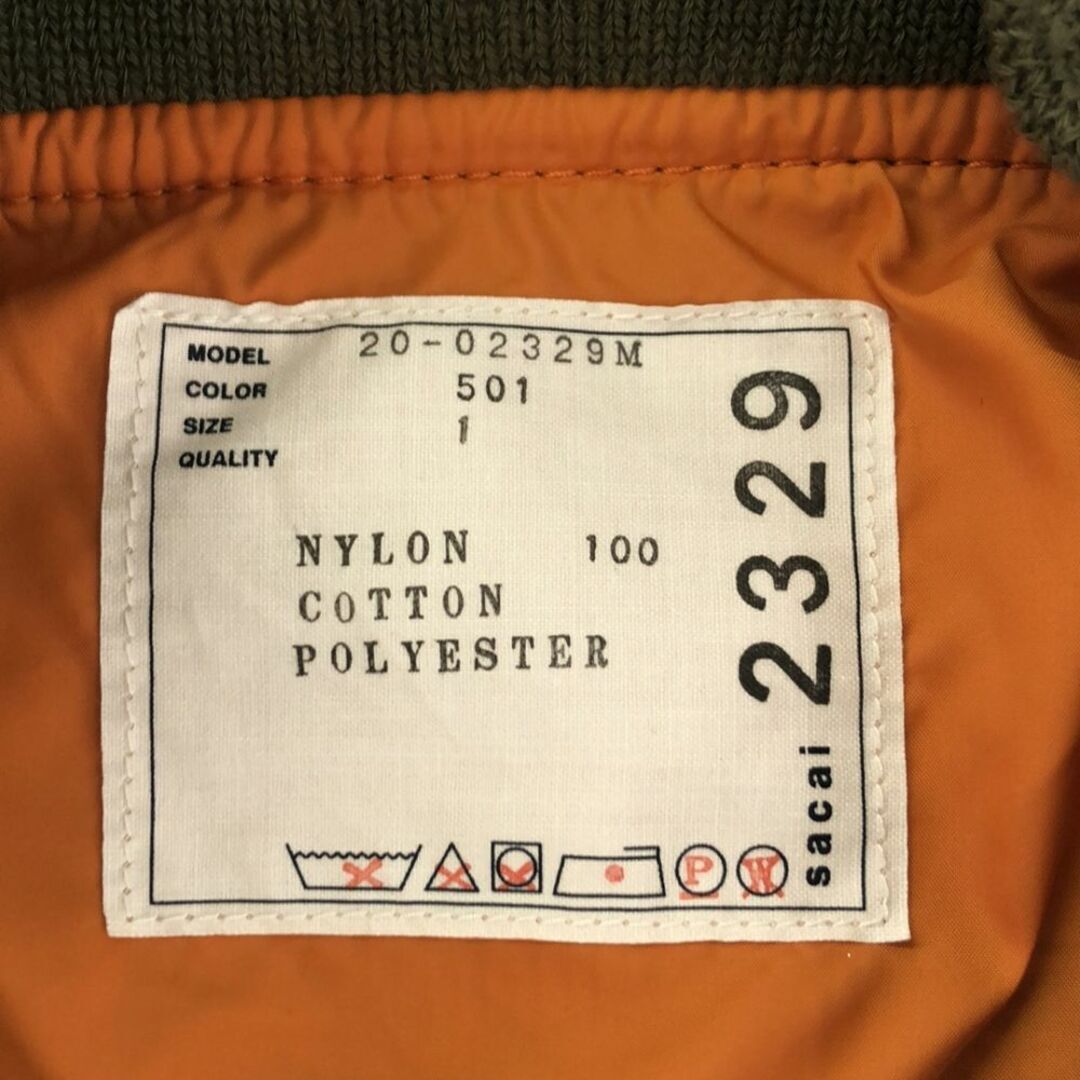 MODEL 20-02329M
COLOR 501
SIZE 1
QUALITY
NYLON 100
COTTON
POLYESTER
P W
sacai 2329